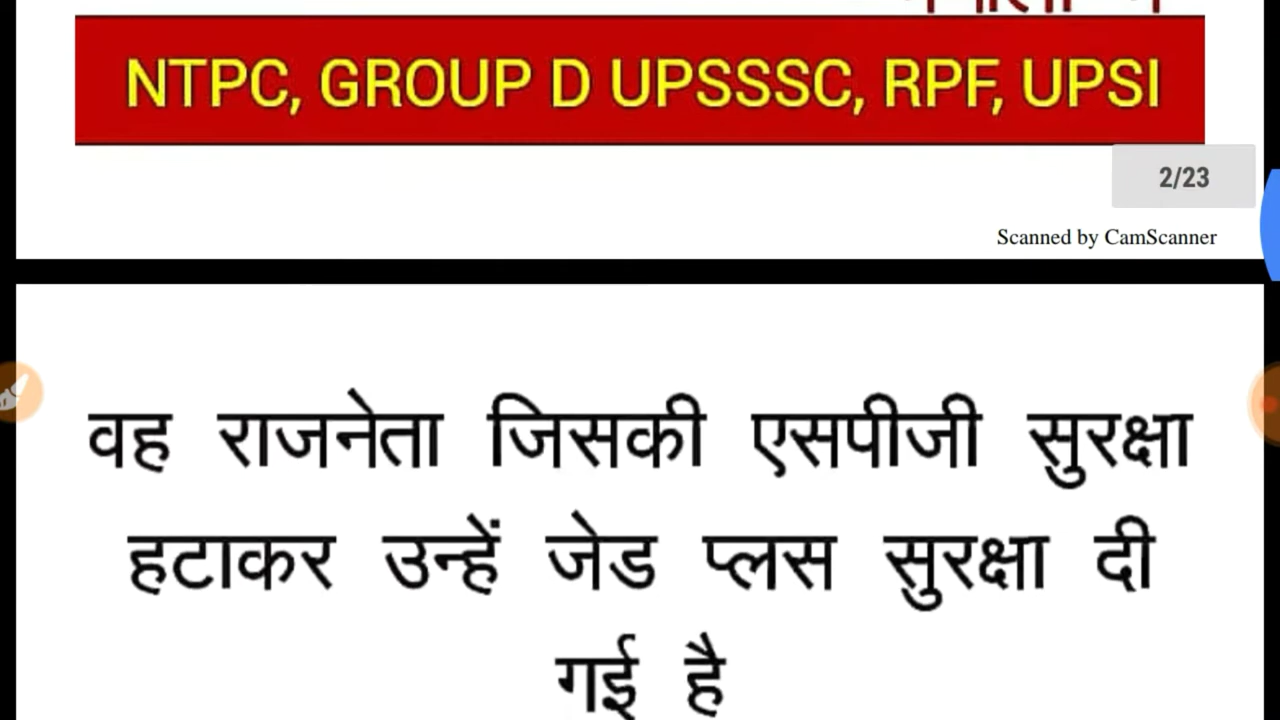 NTPC, GROUP D UPSSSC, RPF, UPSI
2/23
Scanned by CamScanner
वह राजनेता जिसकी एसपीजी सुरक्षा
हटाकर उन्हें जेड प्लस सुरक्षा दी
गई है